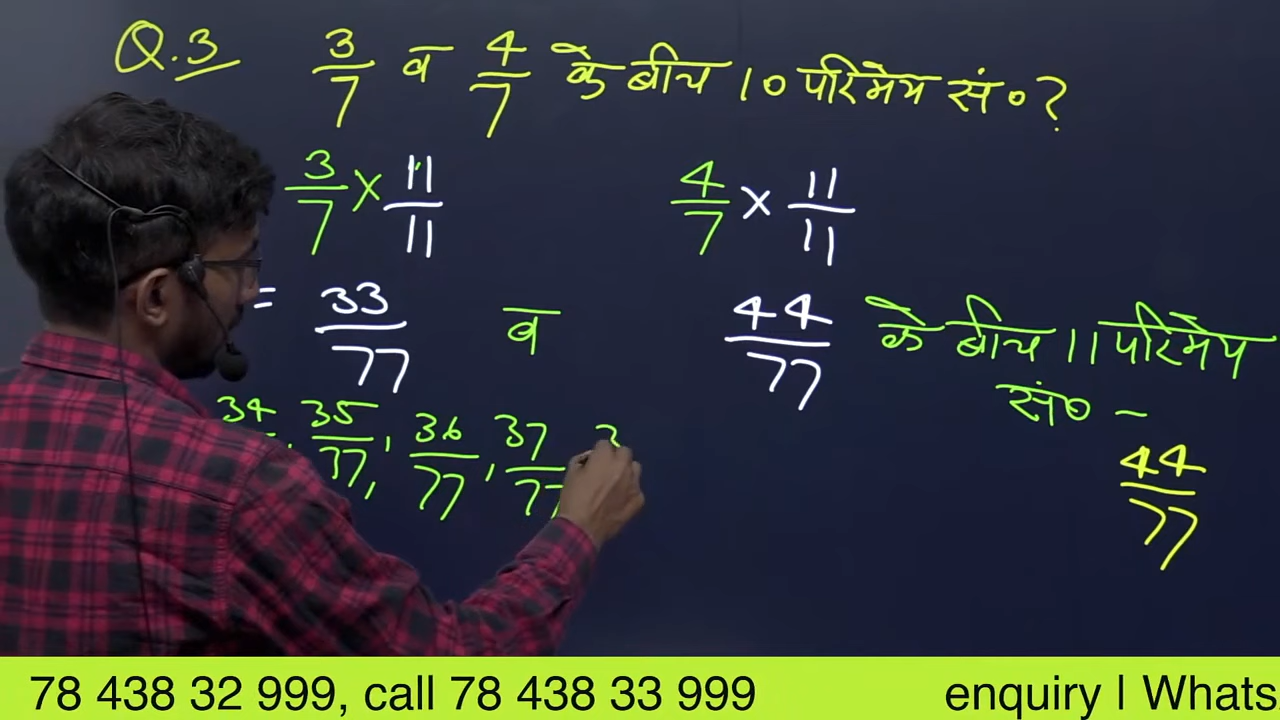 Q.3 3/7 व 4/7 के बीच 10 परिमेय सं०?
3/7 × 11/11 4/7 × 11/11
= 33/77 व 44/77 के बीच 11 परिमेय
सं० –
34 , 35/77, 36/77, 37/77 3
44/77
78 438 32 999, call 78 438 33 999 enquiry | Whats